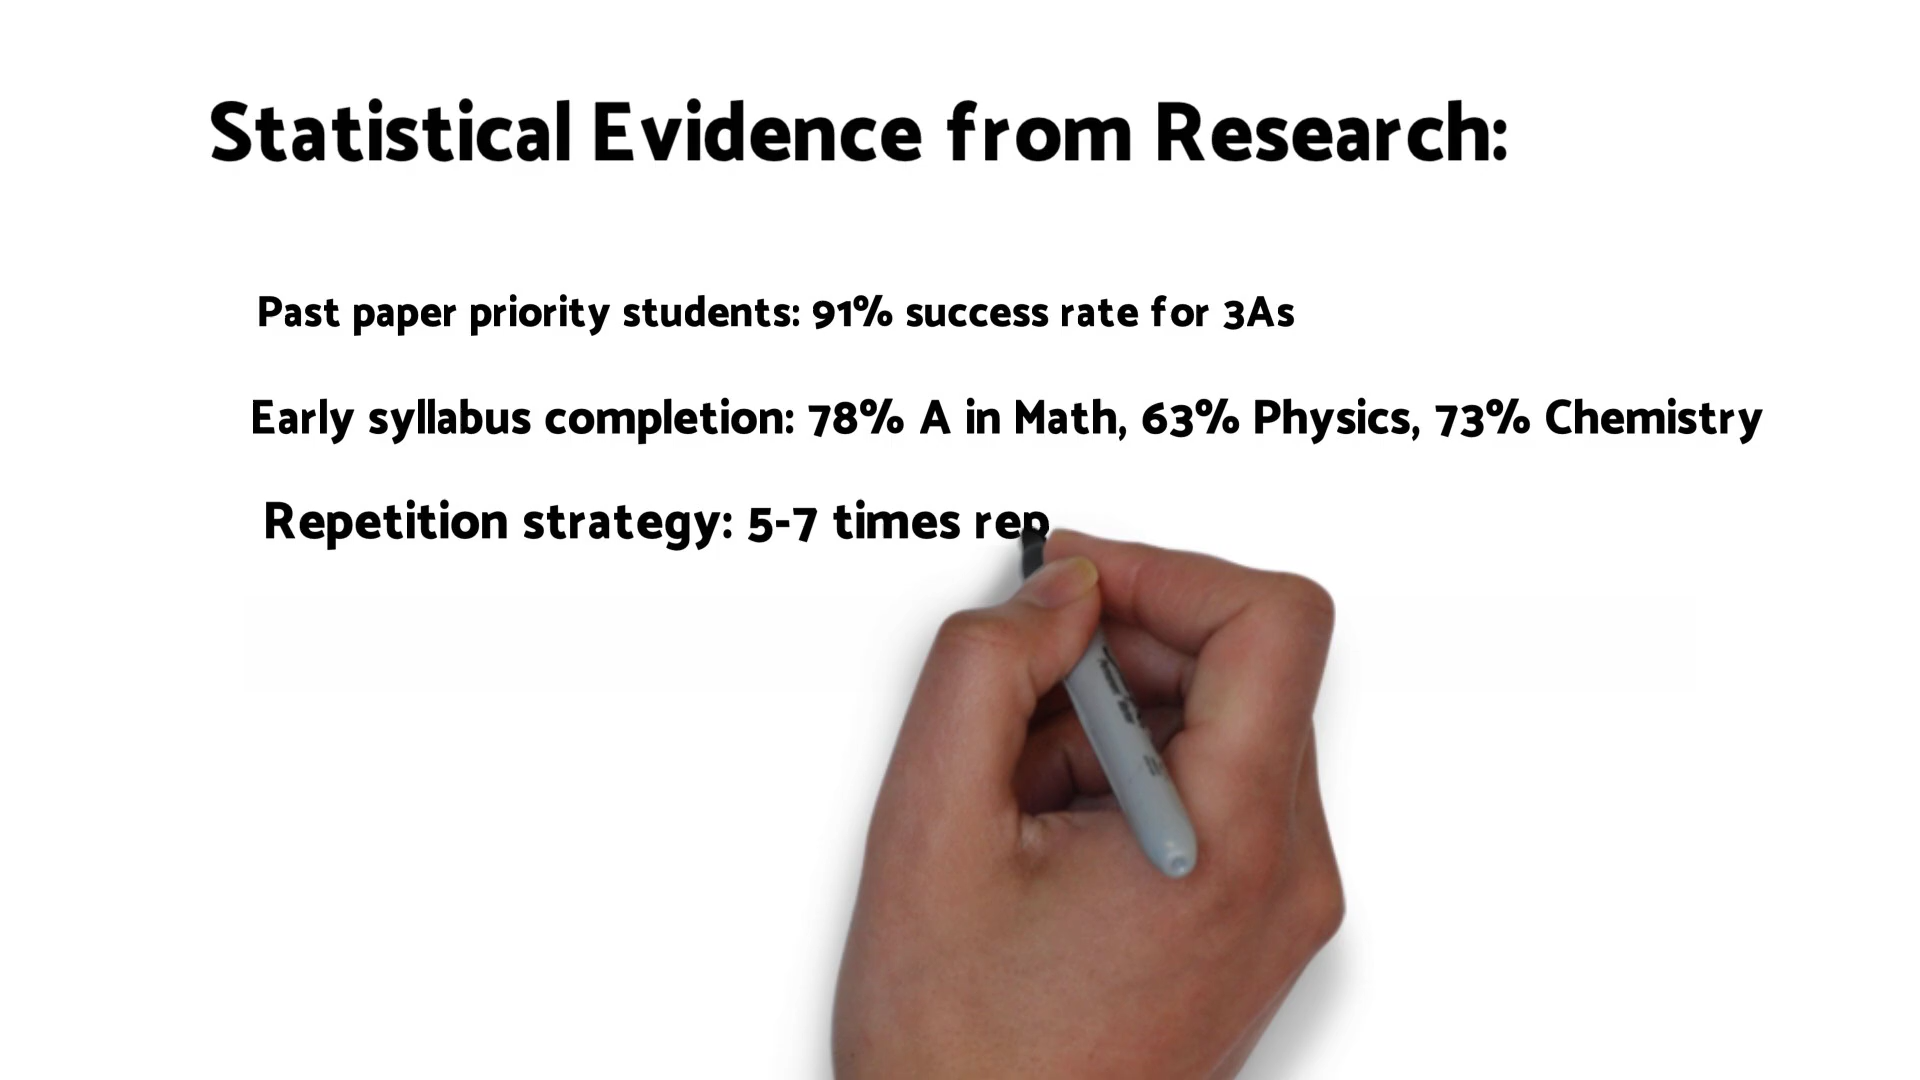 Statistical Evidence from Research:
Past paper priority students: 91% success rate for 3As
Early syllabus completion: 78% A in Math, 63% Physics, 73% Chemistry
Repetition strategy: 5-7 times rep